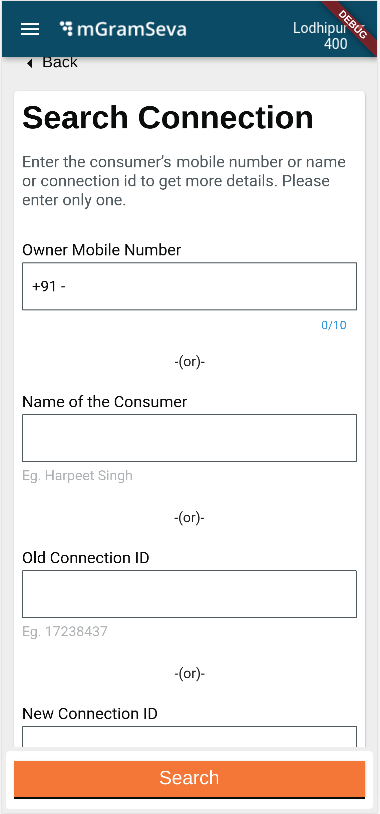 mGramSeva
Lodhipur
400
DEBUG
Back
Search Connection
Enter the consumer's mobile number or name
or connection id to get more details. Please
enter only one.
Owner Mobile Number
+91 -
0/10
-(or)-
Name of the Consumer
Eg. Harpeet Singh
-(or)-
Old Connection ID
Eg. 17238437
-(or)-
New Connection ID
Search